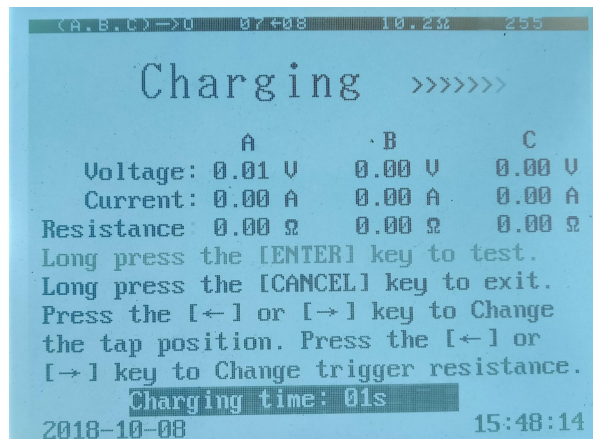 (A.B.C)->O 07←08 10.2Ω 255
Charging >>>>>>>
A B C
Voltage: 0.01 V 0.00 V 0.00 V
Current: 0.00 A 0.00 A 0.00 A
Resistance 0.00 Ω 0.00 Ω 0.00 Ω
Long press the [ENTER] key to test.
Long press the [CANCEL] key to exit.
Press the [←] or [→] key to Change
the tap position. Press the [←] or
[→] key to Change trigger resistance.
Charging time: 01s
2018-10-08 15:48:14